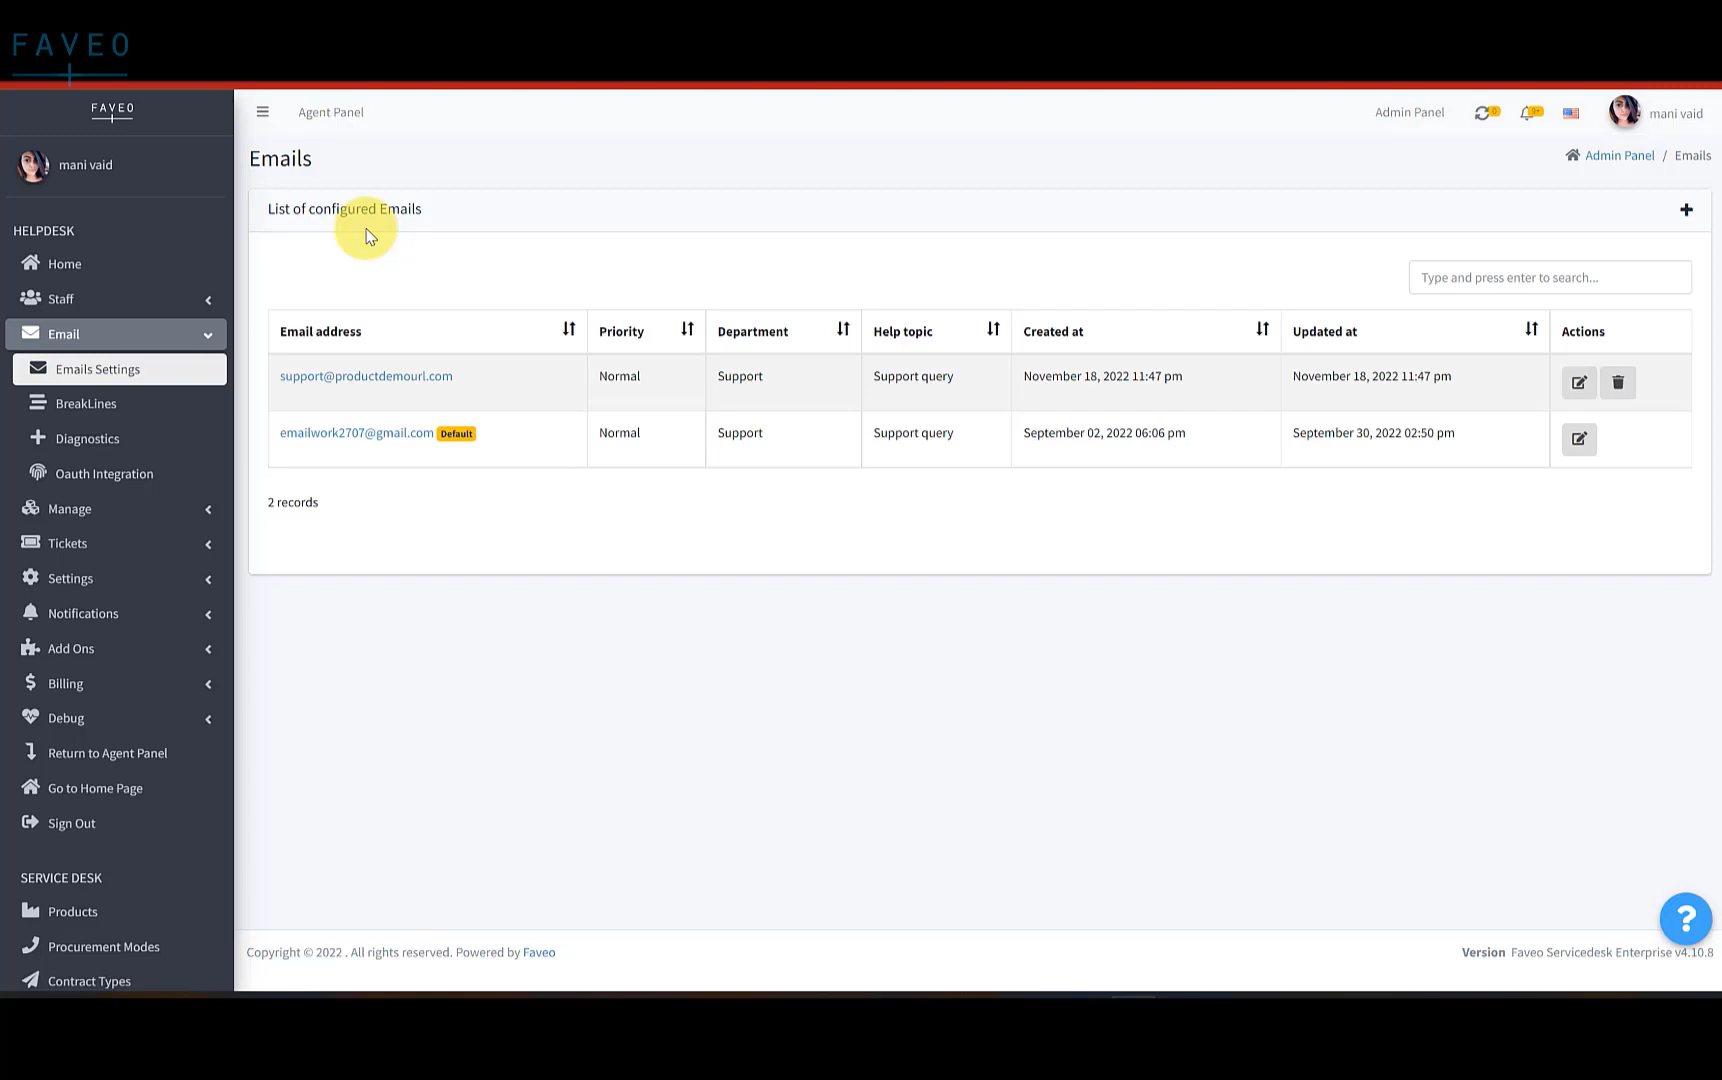 FAVEO
FAVEO
Agent Panel
Admin Panel
0
9+
mani vaid
mani vaid
Emails
Admin Panel / Emails
List of configured Emails
HELPDESK
Home
Staff
Email
Emails Settings
BreakLines
Diagnostics
Oauth Integration
Manage
Tickets
Settings
Notifications
Add Ons
Billing
Debug
Return to Agent Panel
Go to Home Page
Sign Out
SERVICE DESK
Products
Procurement Modes
Contract Types
Type and press enter to search...
Email address Priority Department Help topic Created at Updated at Actions
support@productdemourl.com Normal Support Support query November 18, 2022 11:47 pm November 18, 2022 11:47 pm
emailwork2707@gmail.com Default Normal Support Support query September 02, 2022 06:06 pm September 30, 2022 02:50 pm
2 records
?
Copyright © 2022 . All rights reserved. Powered by Faveo
Version Faveo Servicedesk Enterprise v4.10.8